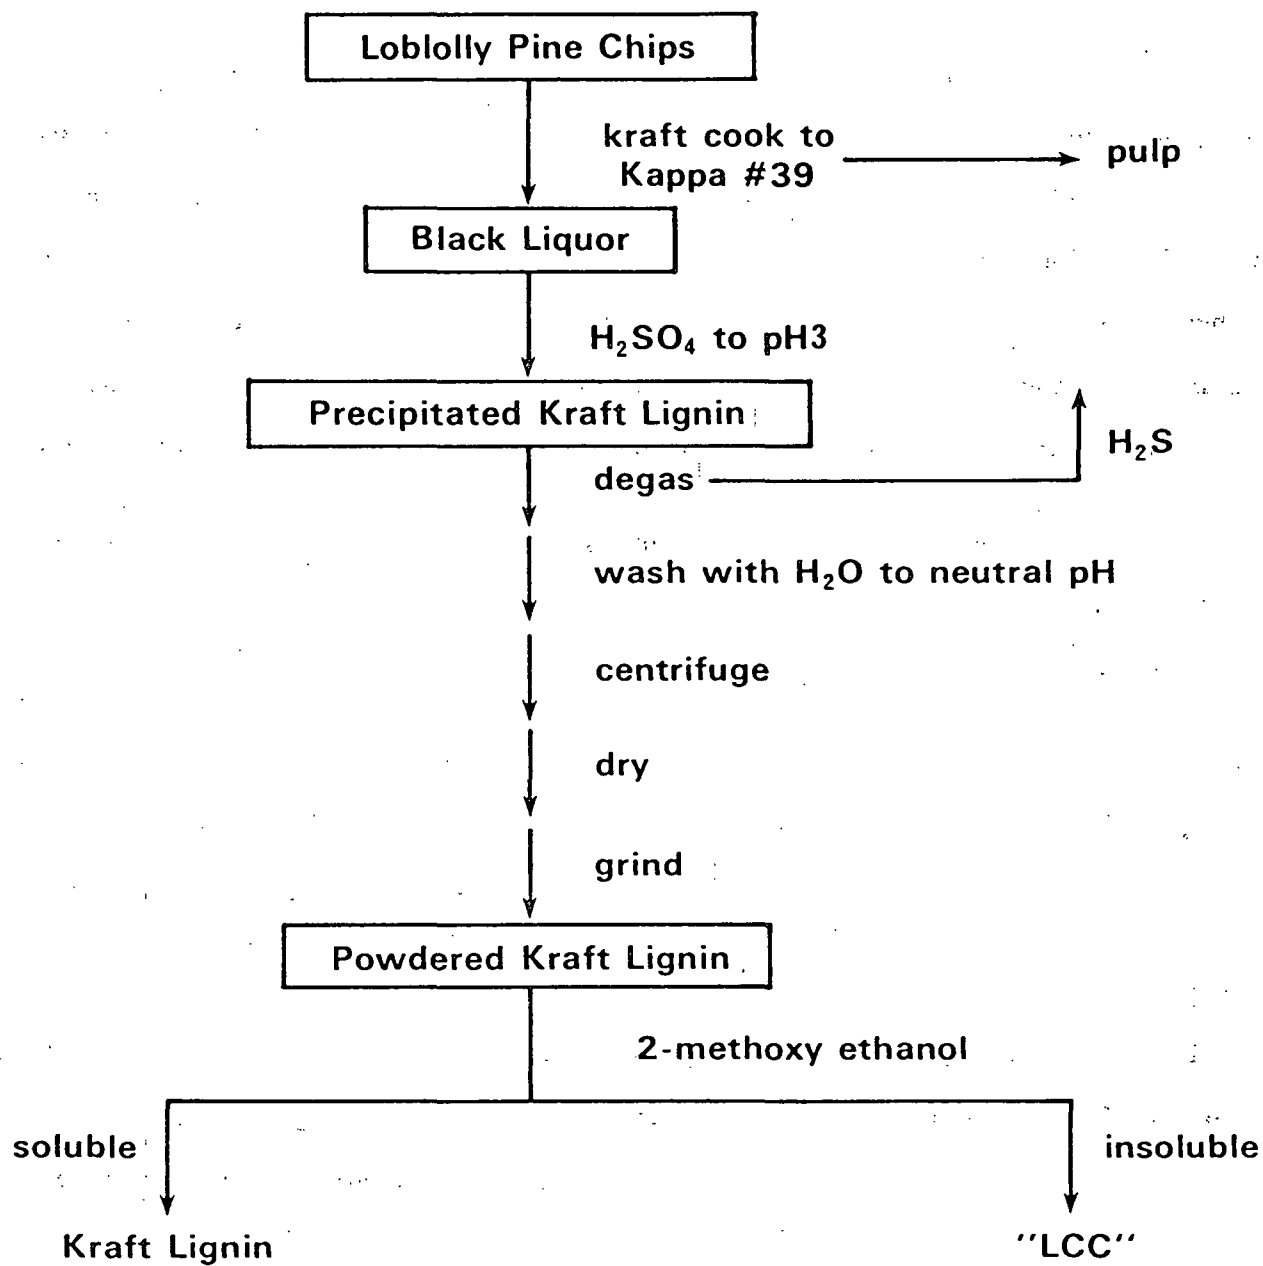 Loblolly Pine Chips
kraft cook to
Kappa #39
pulp
Black Liquor
H₂SO₄ to pH3
Precipitated Kraft Lignin
H₂S
degas
wash with H₂O to neutral pH
centrifuge
dry
grind
Powdered Kraft Lignin
2-methoxy ethanol
soluble
insoluble
Kraft Lignin
"LCC"